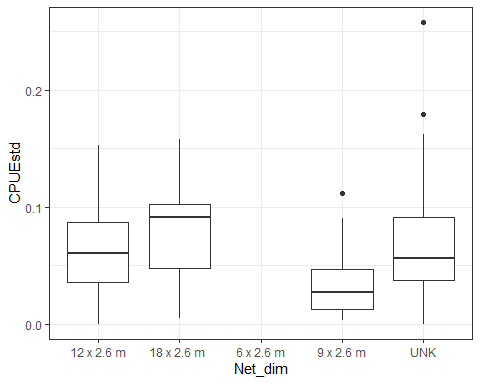 CPUEstd
0.2
0.1
0.0
12 x 2.6 m 18 x 2.6 m 6 x 2.6 m 9 x 2.6 m UNK
Net_dim